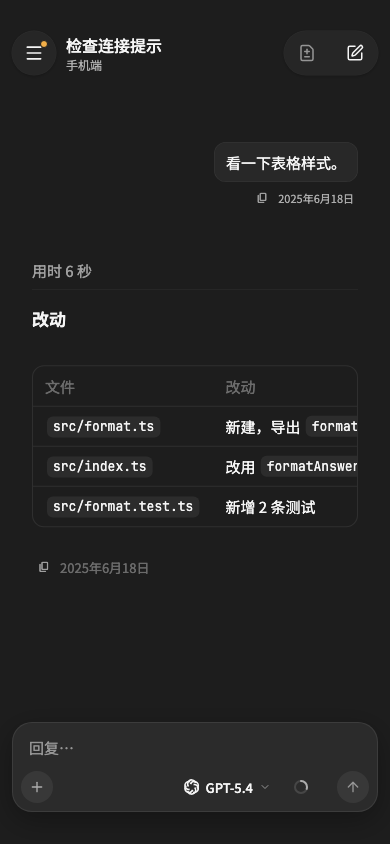 检查连接提示
手机端
看一下表格样式。
2025年6月18日
用时 6 秒
改动
文件 改动
src/format.ts 新建，导出 format
src/index.ts 改用 formatAnswer
src/format.test.ts 新增 2 条测试
2025年6月18日
回复…
GPT-5.4